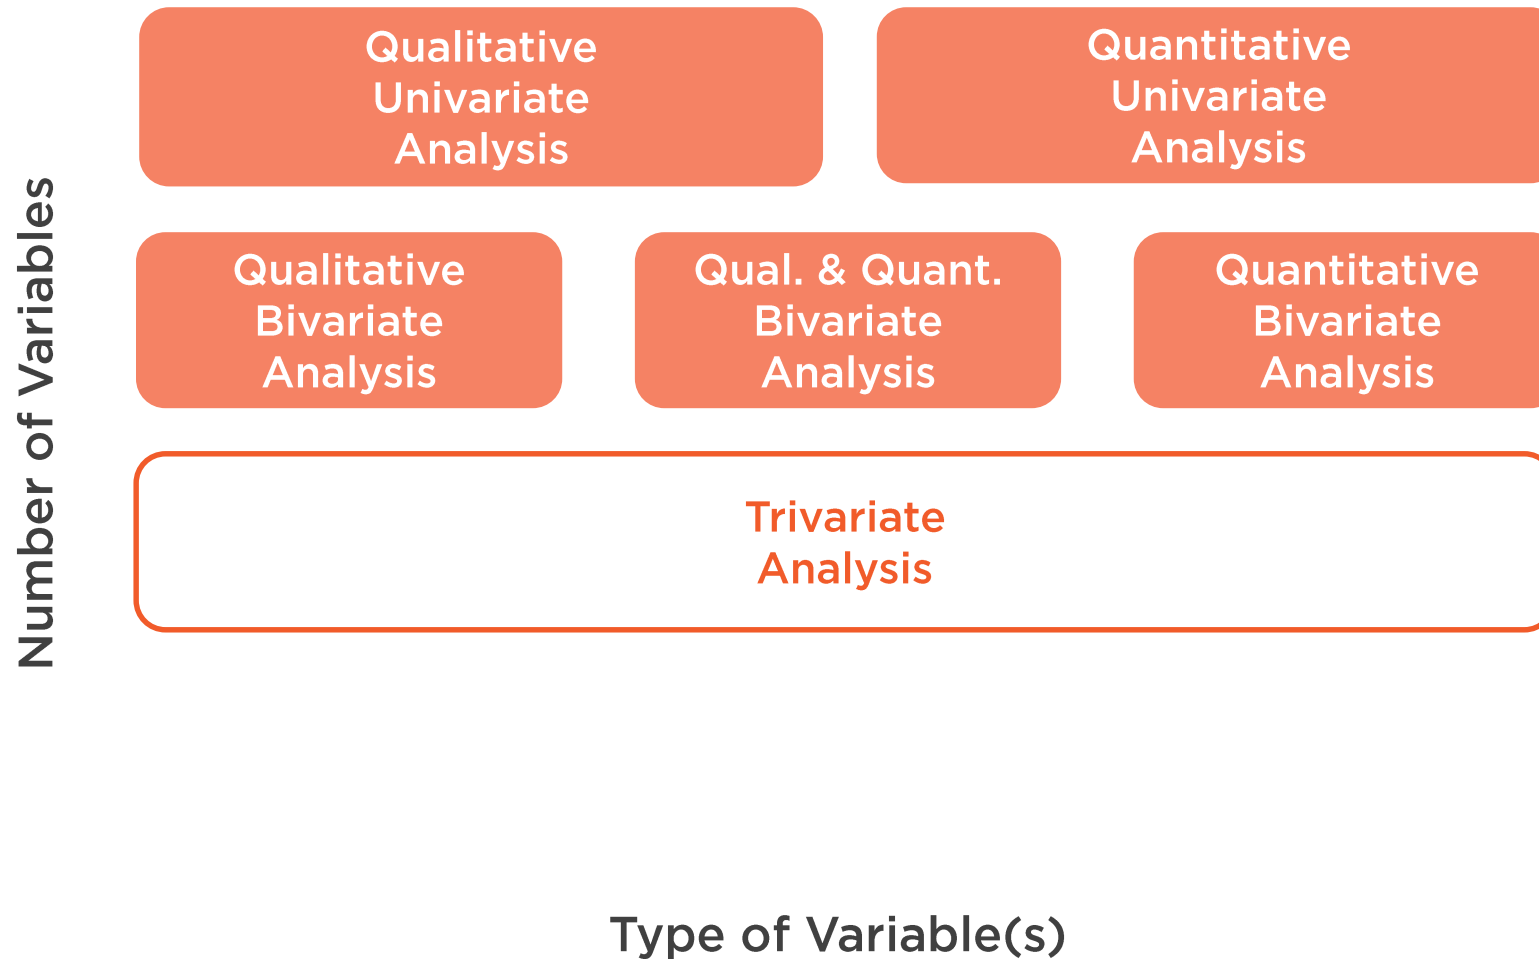 Qualitative
Univariate
Analysis
Quantitative
Univariate
Analysis
Number of Variables
Qualitative
Bivariate
Analysis
Qual. & Quant.
Bivariate
Analysis
Quantitative
Bivariate
Analysis
Trivariate
Analysis
Type of Variable(s)